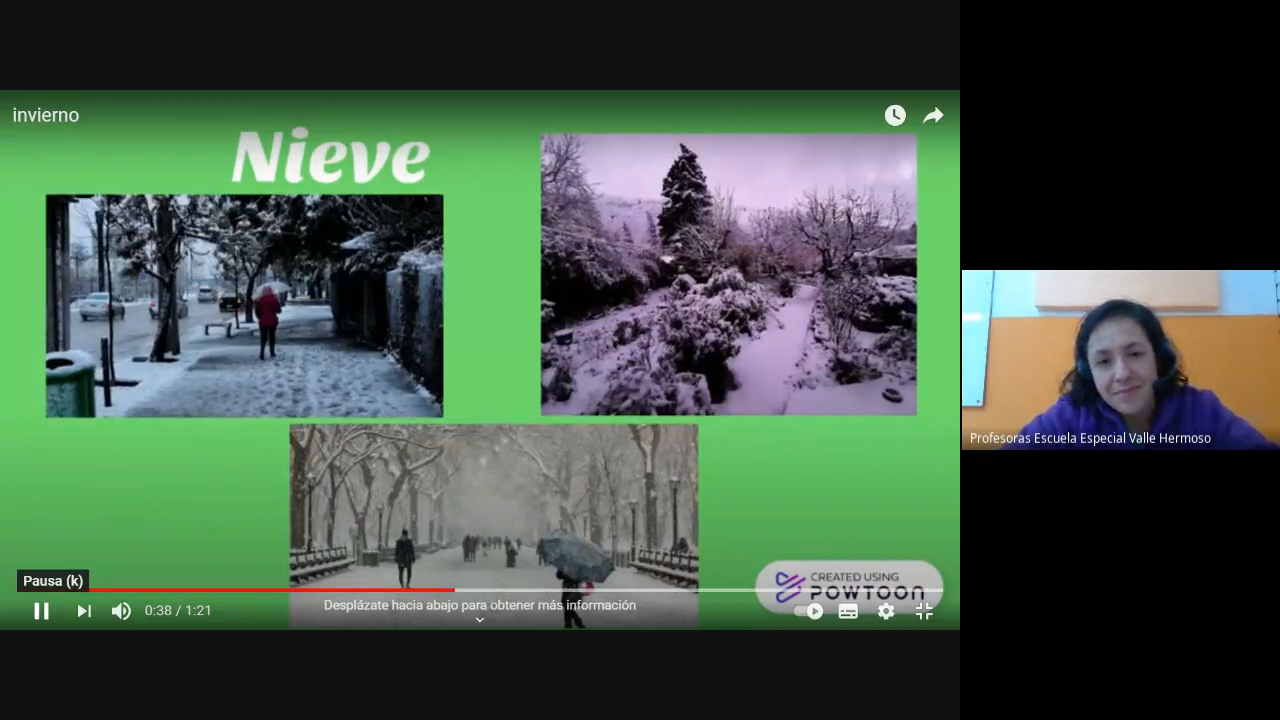 invierno
Nieve
Profesoras Escuela Especial Valle Hermoso
CREATED USING
POWTOON
Pausa (k)
0:38 / 1:21
Desplázate hacia abajo para obtener más información